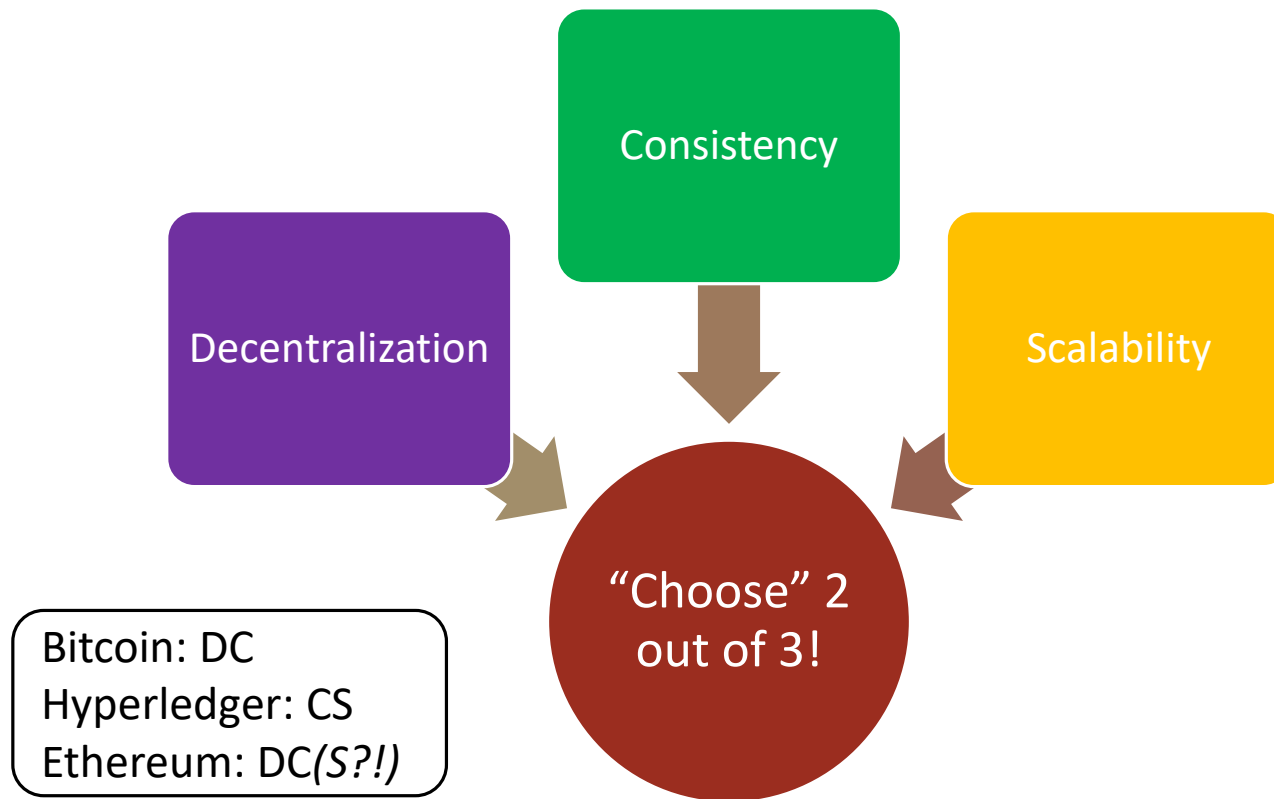 Consistency
Decentralization
Scalability
“Choose” 2
out of 3!
Bitcoin: DC
Hyperledger: CS
Ethereum: DC(S?!)